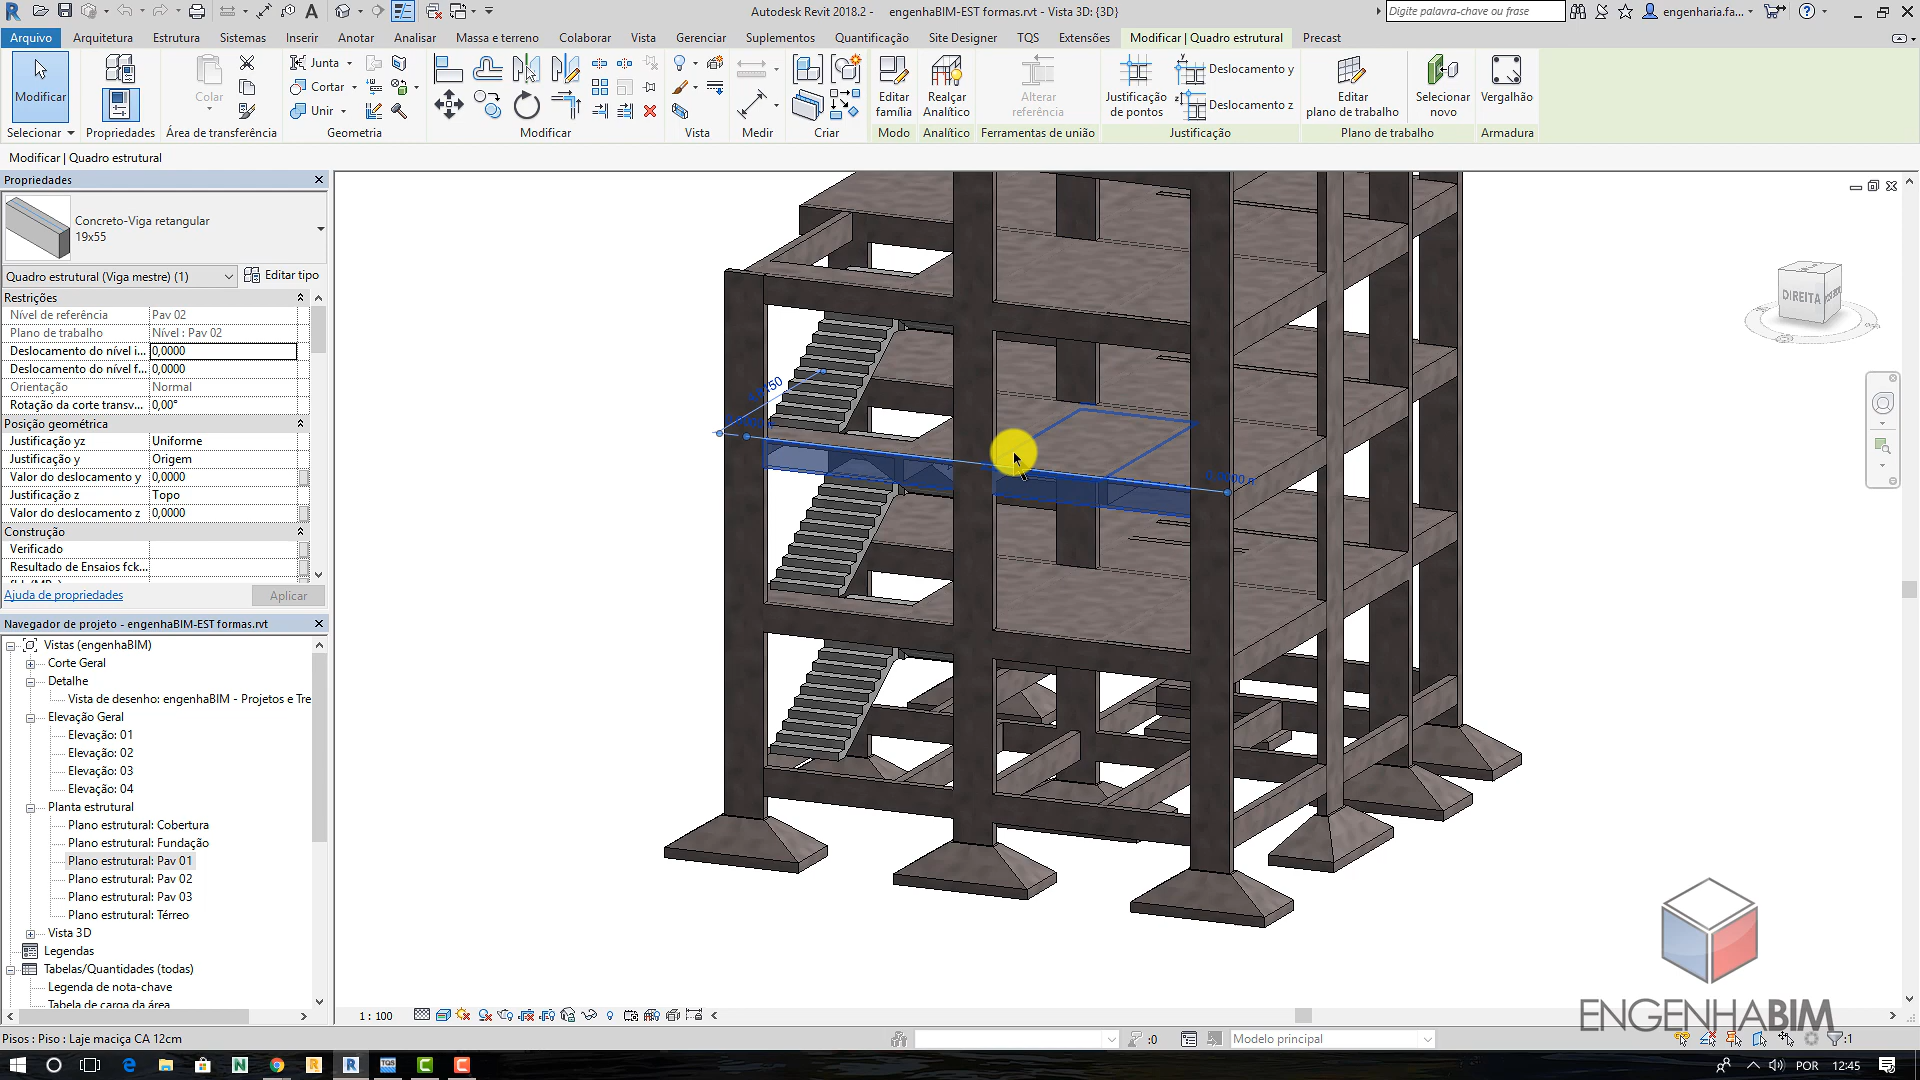 Autodesk Revit 2018.2 -     engenhaBIM-EST formas.rvt - Vista 3D: {3D}
Digite palavra-chave ou frase
engenharia.fa...
Arquivo Arquitetura Estrutura Sistemas Inserir Anotar Analisar Massa e terreno Colaborar Vista Gerenciar Suplementos Quantificação Site Designer TQS Extensões Modificar | Quadro estrutural Precast
Modificar
Propriedades
Colar
Junta
Cortar
Unir
Editar
família
Realçar
Analítico
Alterar
referência
Justificação
de pontos
Deslocamento y
Deslocamento z
Editar
plano de trabalho
Selecionar
novo
Vergalhão
Selecionar Propriedades Área de transferência Geometria Modificar Vista Medir Criar Modo Analítico Ferramentas de união Justificação Plano de trabalho Armadura
Modificar | Quadro estrutural
Propriedades
Concreto-Viga retangular
19x55
Quadro estrutural (Viga mestre) (1)
Editar tipo
Restrições
Nível de referência Pav 02
Plano de trabalho Nível : Pav 02
Deslocamento do nível i... 0,0000
Deslocamento do nível f... 0,0000
Orientação Normal
Rotação da corte transv... 0,00°
Posição geométrica
Justificação yz Uniforme
Justificação y Origem
Valor do deslocamento y 0,0000
Justificação z Topo
Valor do deslocamento z 0,0000
Construção
Verificado
Resultado de Ensaios fck...
Ajuda de propriedades
Aplicar
Navegador de projeto - engenhaBIM-EST formas.rvt
Vistas (engenhaBIM)
Corte Geral
Detalhe
Vista de desenho: engenhaBIM - Projetos e Tre
Elevação Geral
Elevação: 01
Elevação: 02
Elevação: 03
Elevação: 04
Planta estrutural
Plano estrutural: Cobertura
Plano estrutural: Fundação
Plano estrutural: Pav 01
Plano estrutural: Pav 02
Plano estrutural: Pav 03
Plano estrutural: Térreo
Vista 3D
Legendas
Tabelas/Quantidades (todas)
Legenda de nota-chave
Tabela de carga da área
DIREITA
ENGENHABIM
1 : 100
Pisos : Piso : Laje maciça CA 12cm
:0
Modelo principal
:1
TQS
POR
12:45